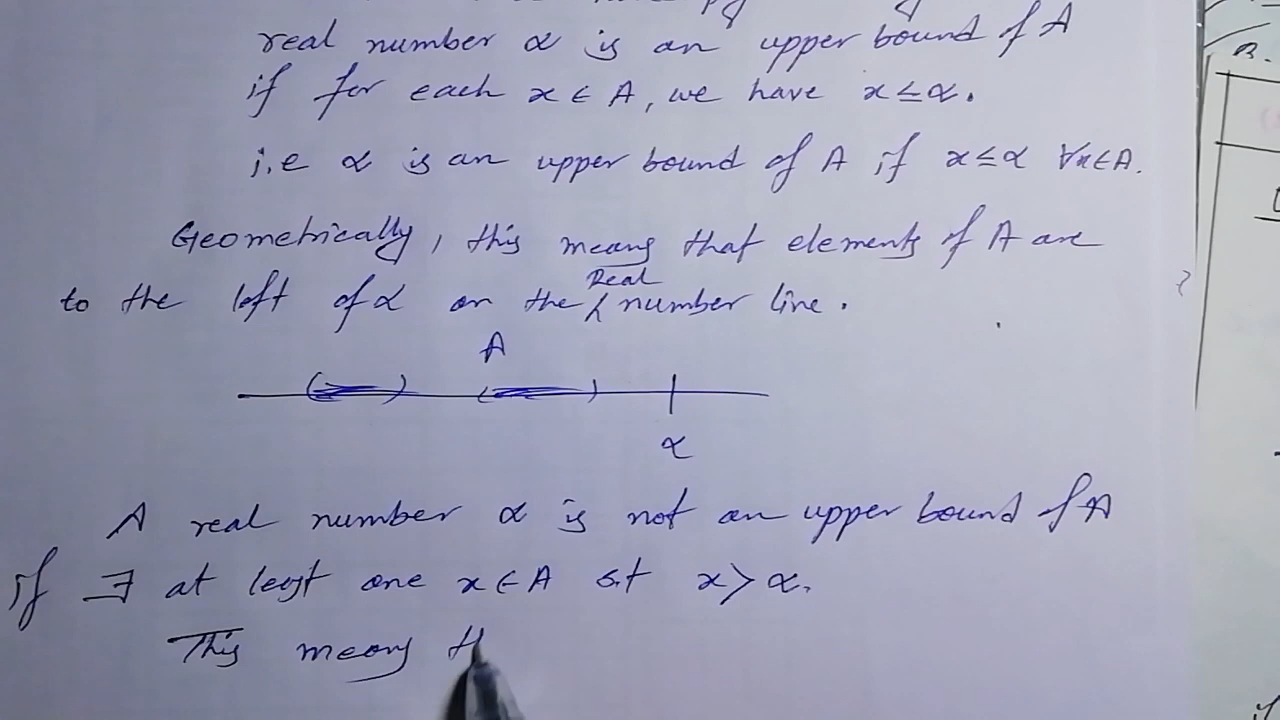 real number α is an upper bound of A
if for each x ∈ A, we have x ≤ α.
i.e α is an upper bound of A if x ≤ α ∀x∈A.
Geometrically, this means that elements of A are
to the left of α on the Real number line.
A
α
A real number α is not an upper bound of A
if ∃ at least one x ∈ A s.t x > α.
This means